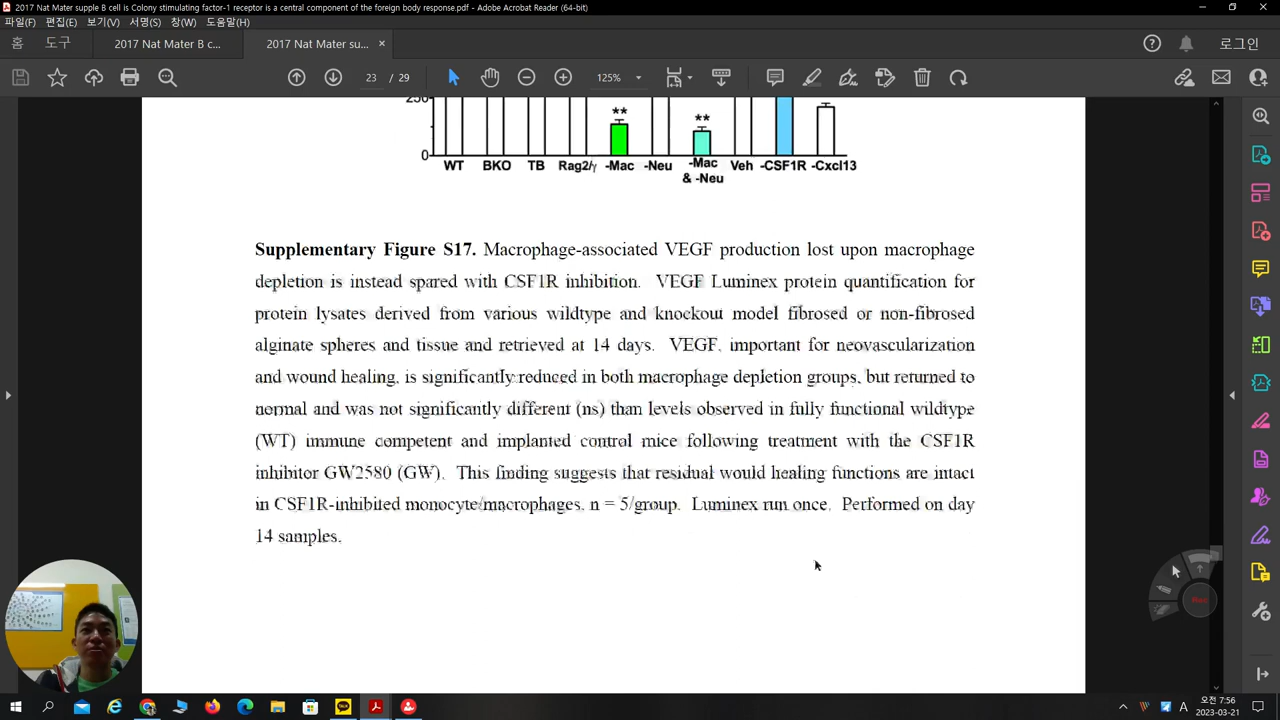 2017 Nat Mater supple B cell is Colony stimulating factor-1 receptor is a central component of the foreign body response.pdf - Adobe Acrobat Reader (64-bit)
파일(F) 편집(E) 보기(V) 서명(S) 창(W) 도움말(H)
홈 도구 2017 Nat Mater B c... 2017 Nat Mater su... × 로그인
23 / 29 125%
250
** **
0
WT BKO TB Rag2/γ -Mac -Neu -Mac & -Neu Veh -CSF1R -Cxcl13
Supplementary Figure S17. Macrophage-associated VEGF production lost upon macrophage
depletion is instead spared with CSF1R inhibition. VEGF Luminex protein quantification for
protein lysates derived from various wildtype and knockout model fibrosed or non-fibrosed
alginate spheres and tissue and retrieved at 14 days. VEGF, important for neovascularization
and wound healing, is significantly reduced in both macrophage depletion groups, but returned to
normal and was not significantly different (ns) than levels observed in fully functional wildtype
(WT) immune competent and implanted control mice following treatment with the CSF1R
inhibitor GW2580 (GW). This finding suggests that residual would healing functions are intact
in CSF1R-inhibited monocyte/macrophages. n = 5/group. Luminex run once. Performed on day
14 samples.
TALK
A 오전 7:56
2023-03-21